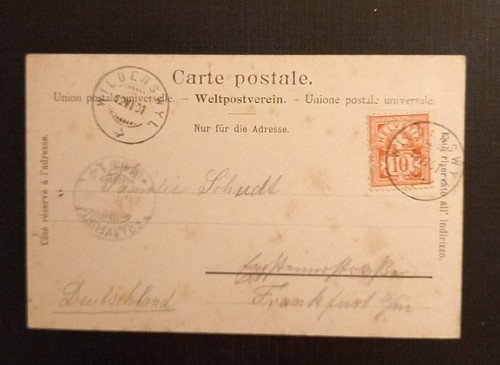 Carte postale.
Union postale universelle. – Weltpostverein. – Unione postale universale.
Nur für die Adresse.
Côté réservé à l'adresse.
Lato riservato all' indirizzo.
WILDERSWYL
HELVETIA
10
Familie Schudt
Frankfurt a/m
Deutschland